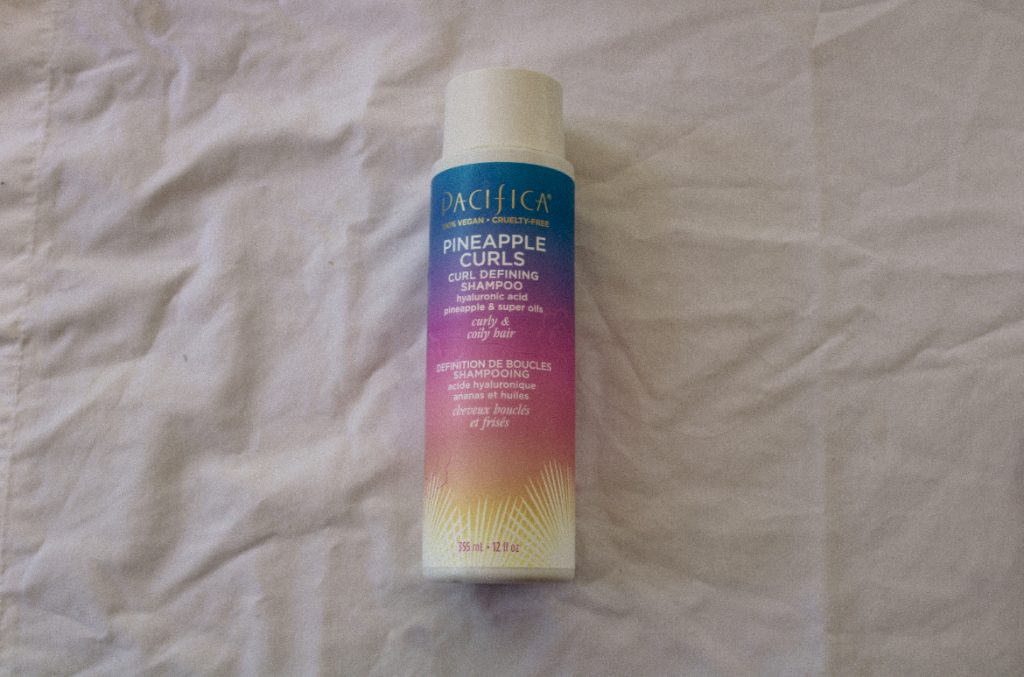 PACIFICA®
100% VEGAN • CRUELTY-FREE
PINEAPPLE
CURLS
CURL DEFINING
SHAMPOO
hyaluronic acid
pineapple & super oils
curly &
coily hair
DEFINITION DE BOUCLES
SHAMPOOING
acide hyaluronique
ananas et huiles
cheveux bouclés
et frisés
355 mL • 12 fl oz